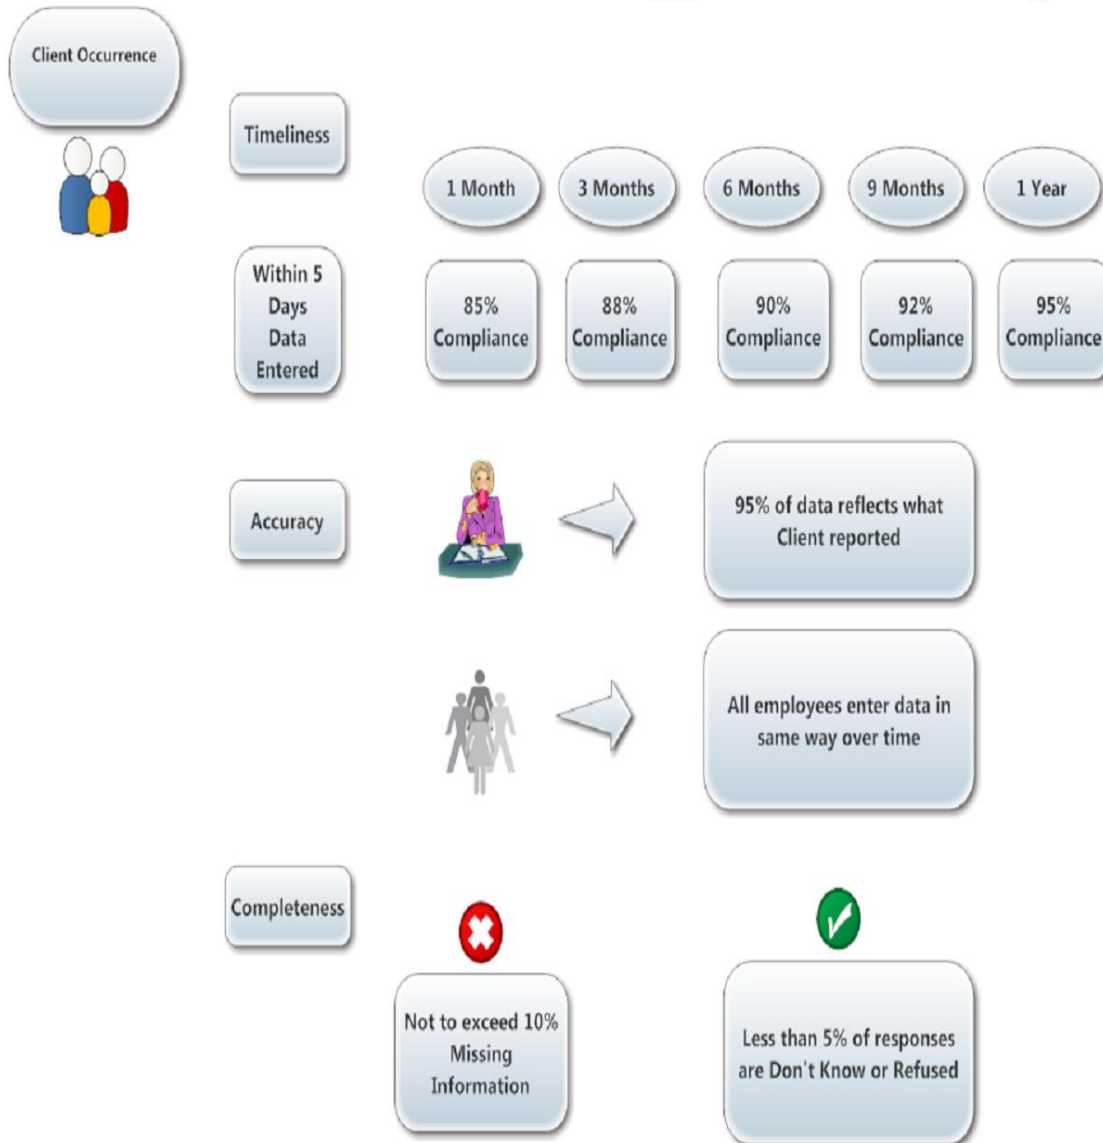 Client Occurrence
Timeliness
1 Month
3 Months
6 Months
9 Months
1 Year
Within 5
Days
Data
Entered
85%
Compliance
88%
Compliance
90%
Compliance
92%
Compliance
95%
Compliance
Accuracy
95% of data reflects what
Client reported
All employees enter data in
same way over time
Completeness
Not to exceed 10%
Missing
Information
Less than 5% of responses
are Don't Know or Refused